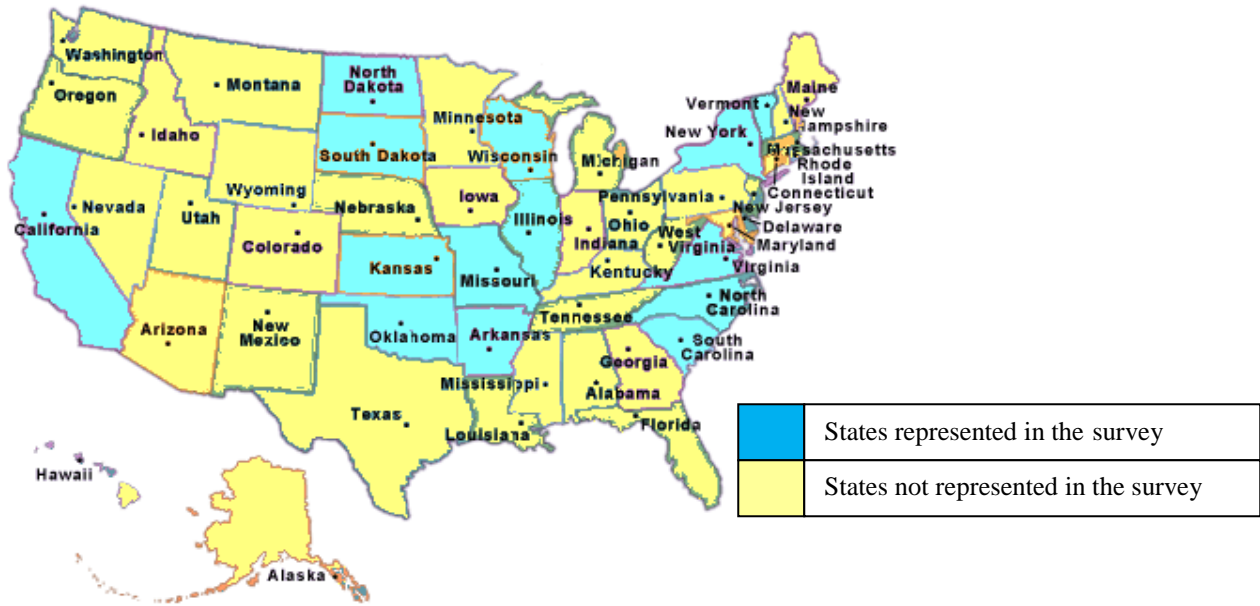 Washington
Montana
North
Dakota
Minnesota
Oregon
Idaho
South Dakota
Wisconsin
Michigan
Vermont
Maine
New
Hampshire
New York
Massachusetts
Rhode
Island
Connecticut
Wyoming
Nebraska
Iowa
Pennsylvania
New Jersey
Delaware
Maryland
Nevada
Utah
California
Colorado
Kansas
Illinois
Indiana
Ohio
West
Virginia
Virginia
Missouri
Kentucky
North
Carolina
Tennessee
Arizona
New
Mexico
Oklahoma
Arkansas
South
Carolina
Georgia
Mississippi
Alabama
Texas
Louisiana
Florida
Hawaii
Alaska
States represented in the survey
States not represented in the survey